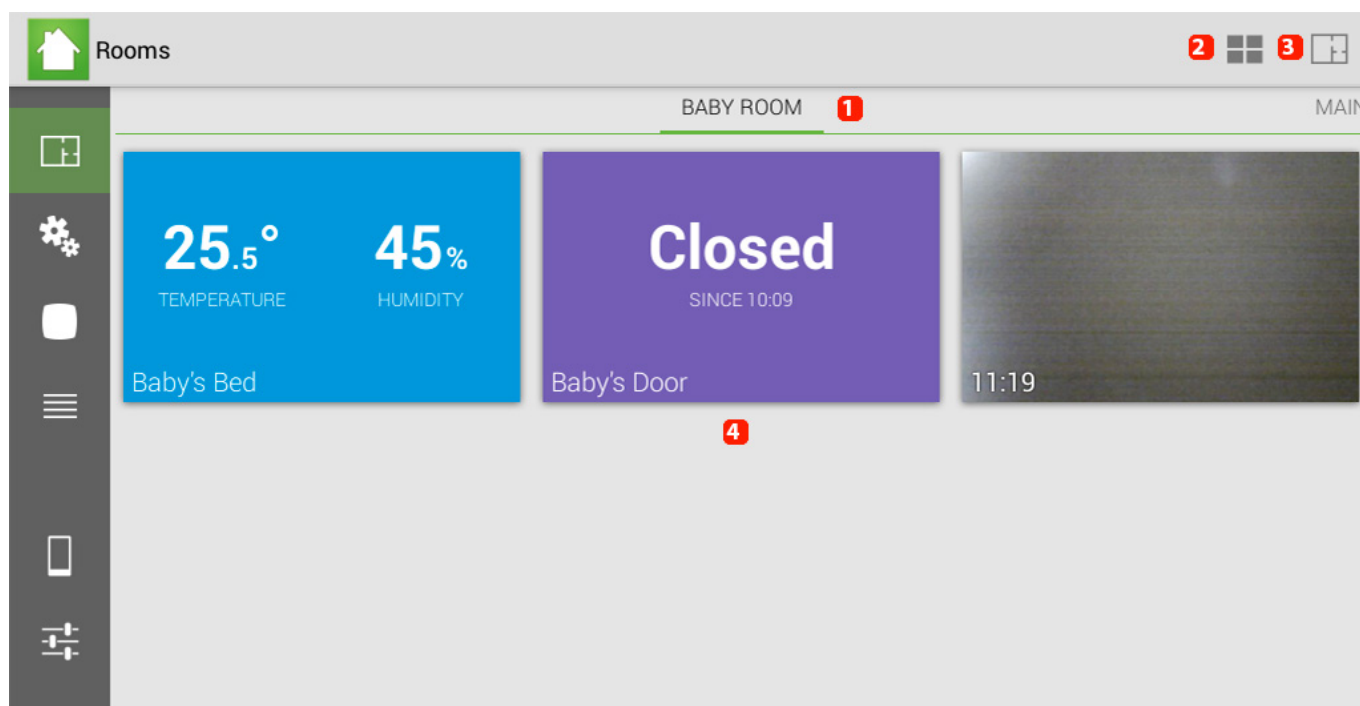 Rooms
2
3
BABY ROOM
1
MAIN
25.5°
45%
TEMPERATURE
HUMIDITY
Baby's Bed
Closed
SINCE 10:09
Baby's Door
11:19
4